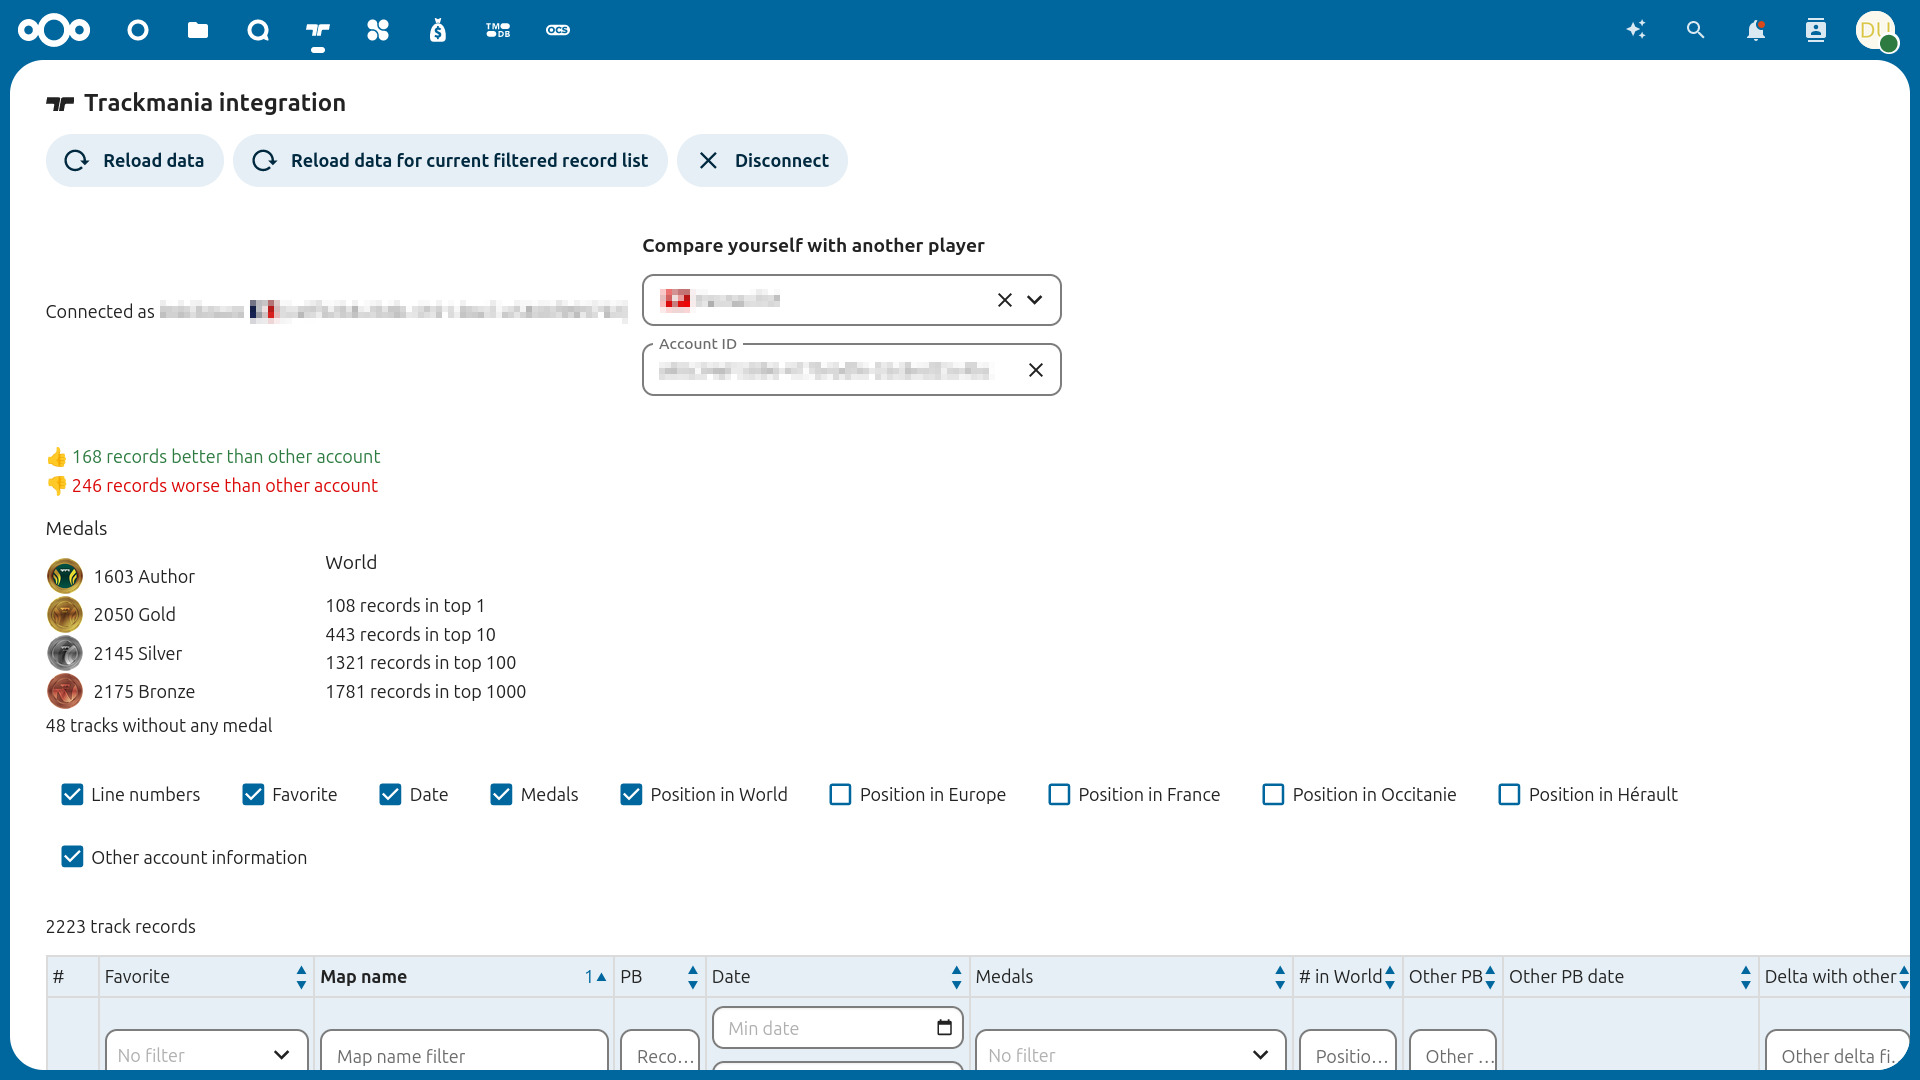 TM DB OCS DU
Trackmania integration
Reload data Reload data for current filtered record list Disconnect
Compare yourself with another player
Connected as
Account ID
👍 168 records better than other account
👎 246 records worse than other account
Medals
World
1603 Author
2050 Gold
2145 Silver
2175 Bronze
108 records in top 1
443 records in top 10
1321 records in top 100
1781 records in top 1000
48 tracks without any medal
Line numbers Favorite Date Medals Position in World Position in Europe Position in France Position in Occitanie Position in Hérault
Other account information
2223 track records
# Favorite Map name 1 PB Date Medals # in World Other PB Other PB date Delta with other
Min date
No filter Map name filter Reco... No filter Positio... Other ... Other delta fi...